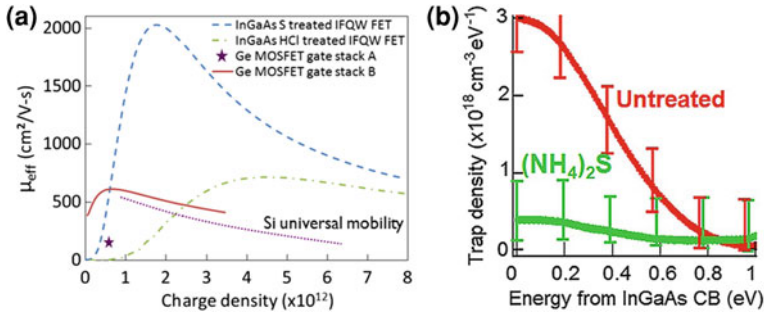 (a)
InGaAs S treated IFQW FET
InGaAs HCl treated IFQW FET
Ge MOSFET gate stack A
Ge MOSFET gate stack B
2000
1500
1000
500
0
μeff (cm²/V-s)
Si universal mobility
0 1 2 3 4 5 6 7 8
Charge density (x10¹²)
(b)
3
2
1
0
Trap density (x10¹⁸ cm⁻³ eV⁻¹)
Untreated
(NH₄)₂S
0 0.2 0.4 0.6 0.8 1
Energy from InGaAs CB (eV)